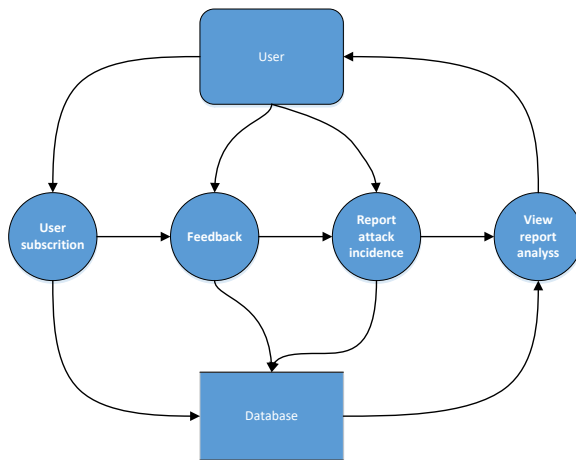 User
User
subscrition
Feedback
Report
attack
incidence
View
report
analyss
Database